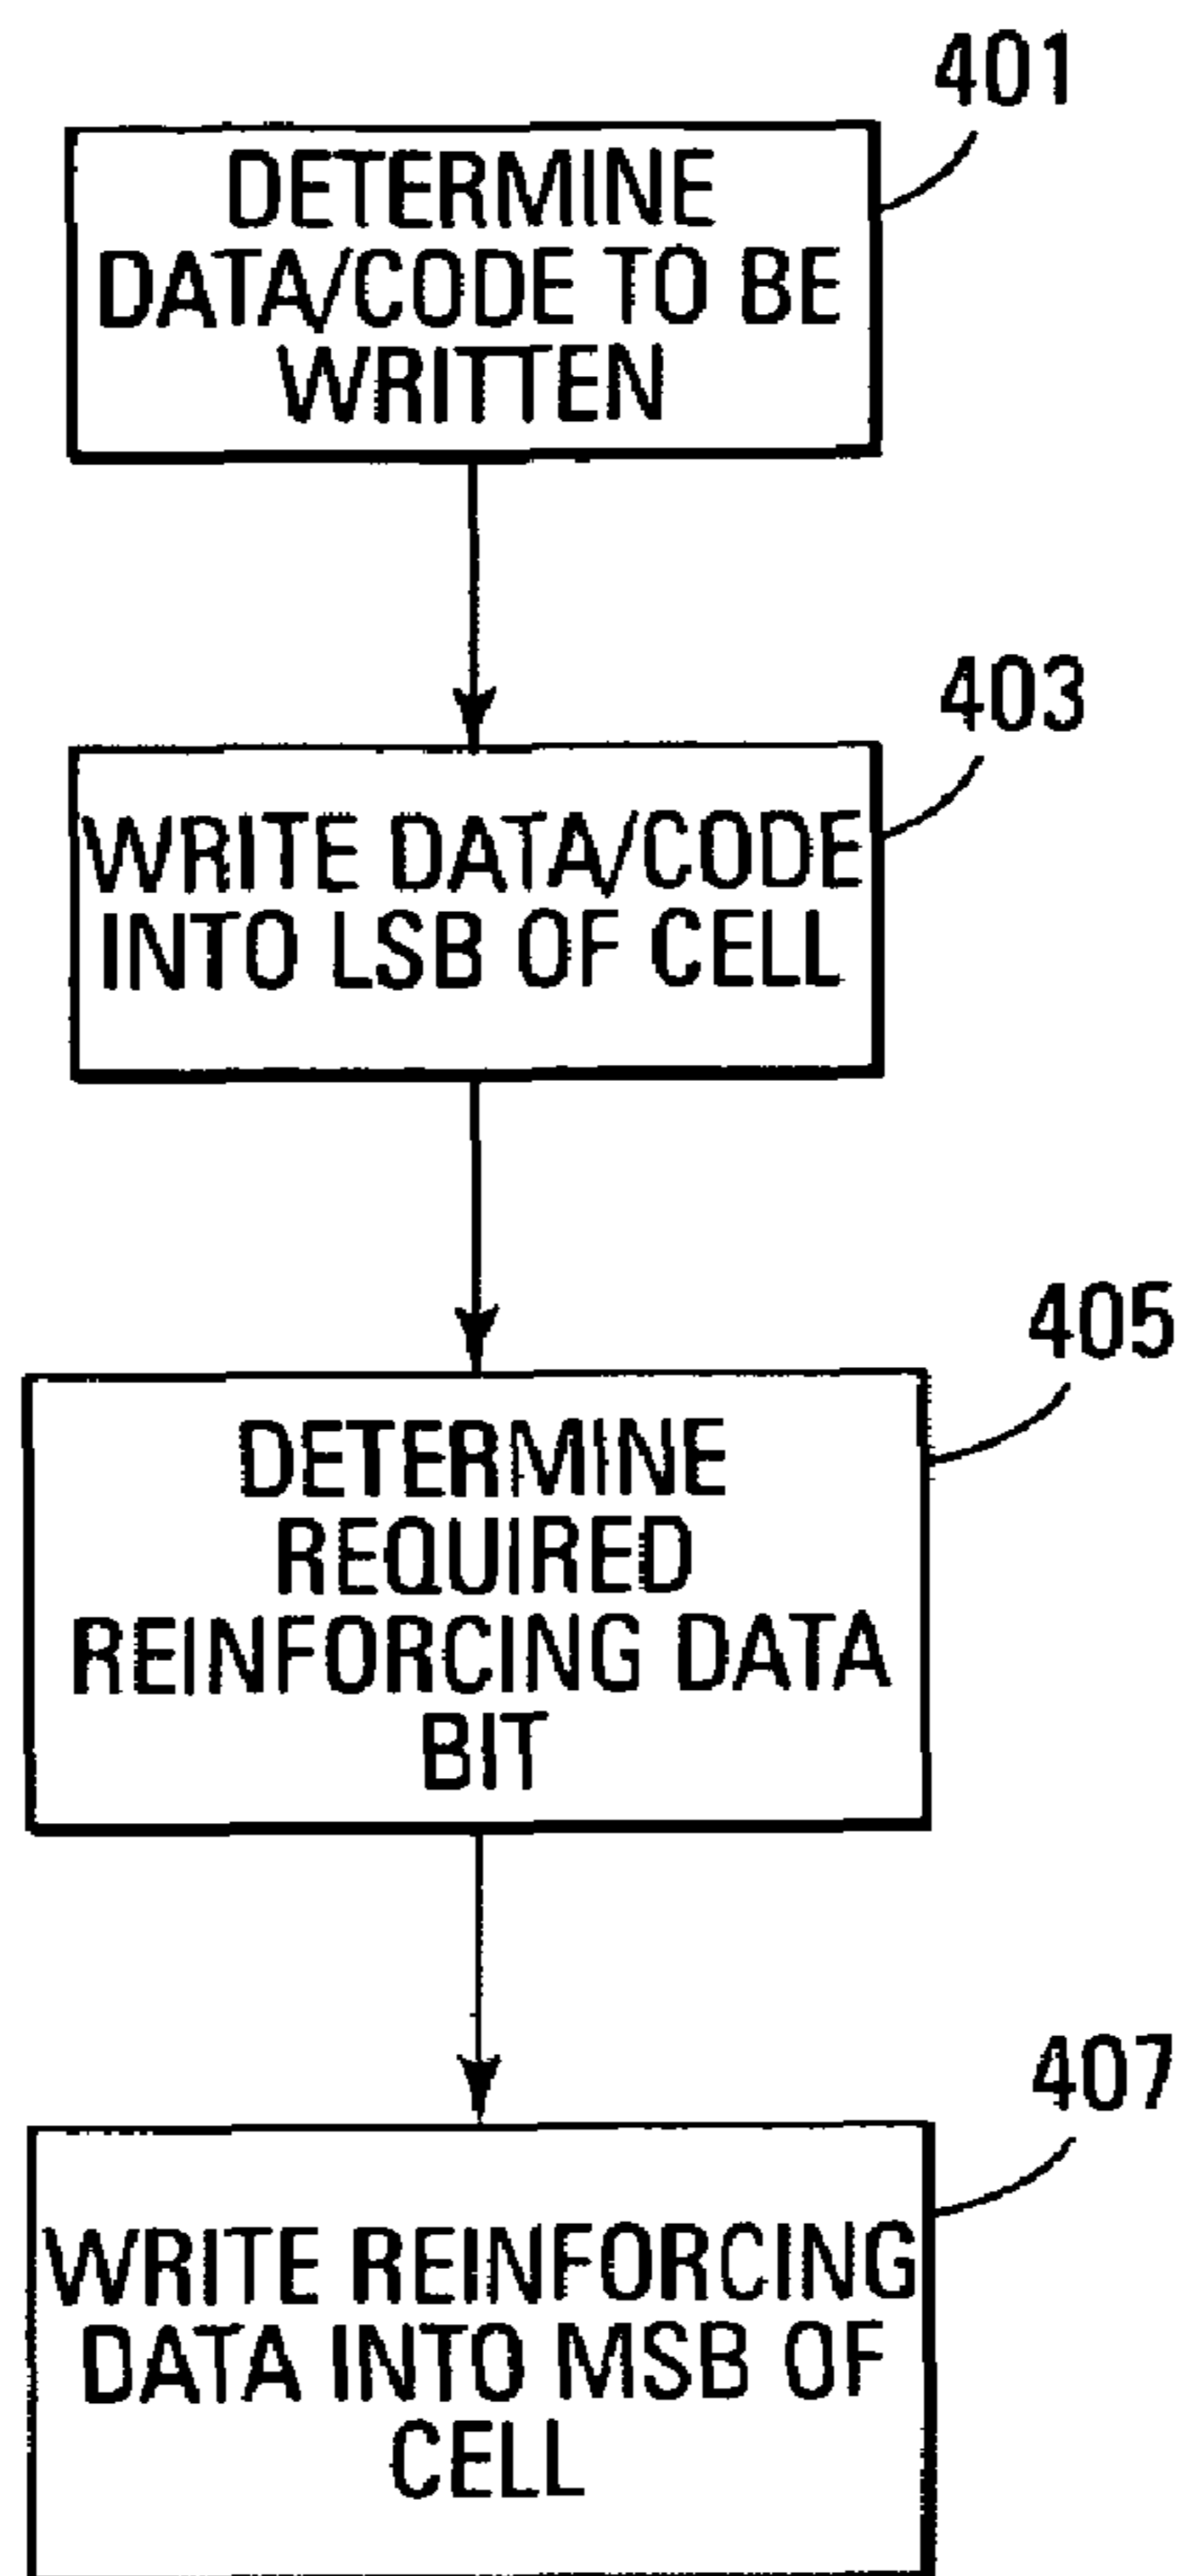 401
DETERMINE
DATA/CODE TO BE
WRITTEN
403
WRITE DATA/CODE
INTO LSB OF CELL
405
DETERMINE
REQUIRED
REINFORCING DATA
BIT
407
WRITE REINFORCING
DATA INTO MSB OF
CELL